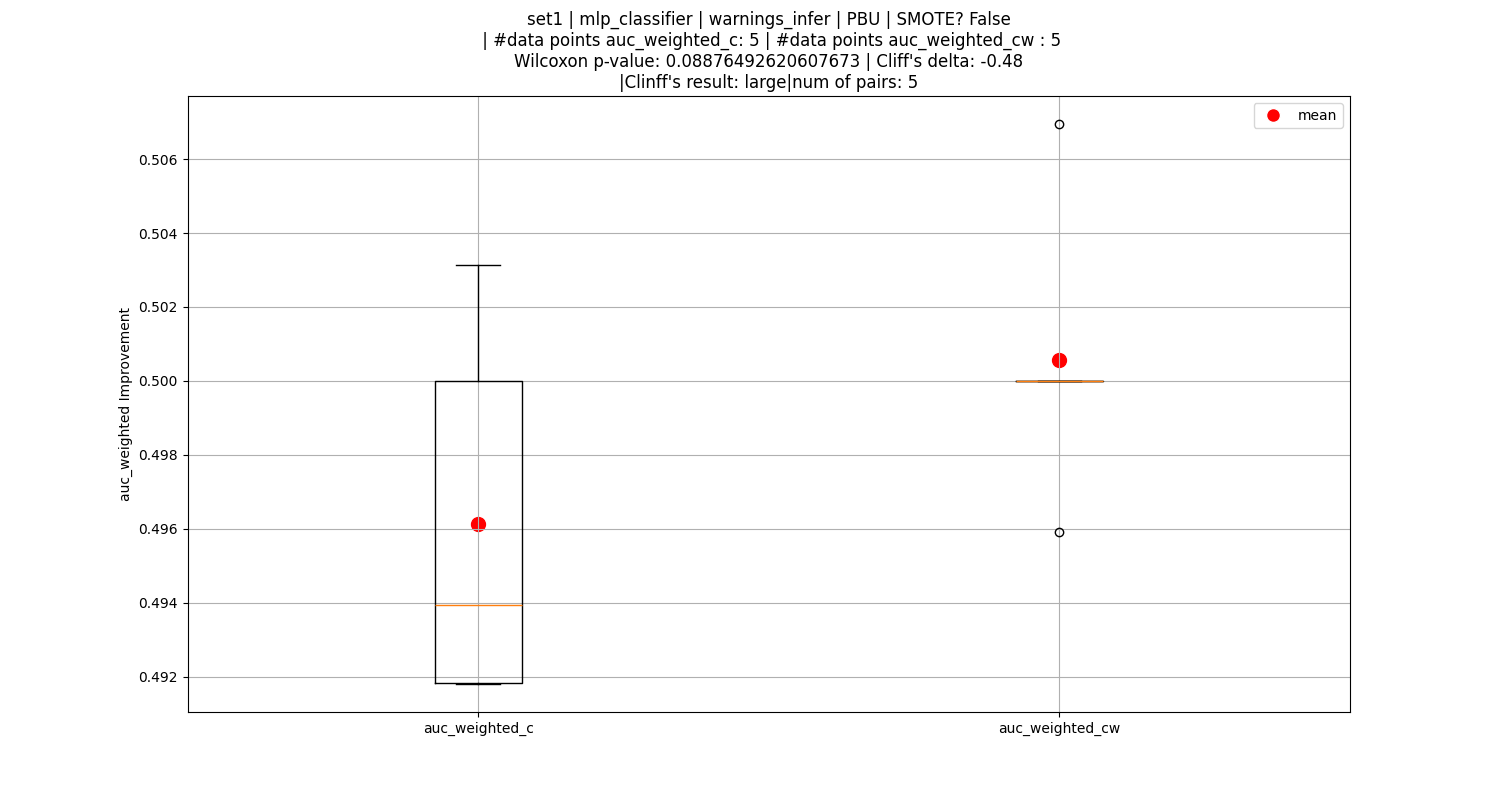 set1 | mlp_classifier | warnings_infer | PBU | SMOTE? False
| #data points auc_weighted_c: 5 | #data points auc_weighted_cw : 5
Wilcoxon p-value: 0.08876492620607673 | Cliff's delta: -0.48
|Clinff's result: large|num of pairs: 5
mean
0.506
0.504
0.502
0.500
0.498
0.496
0.494
0.492
auc_weighted Improvement
auc_weighted_c
auc_weighted_cw